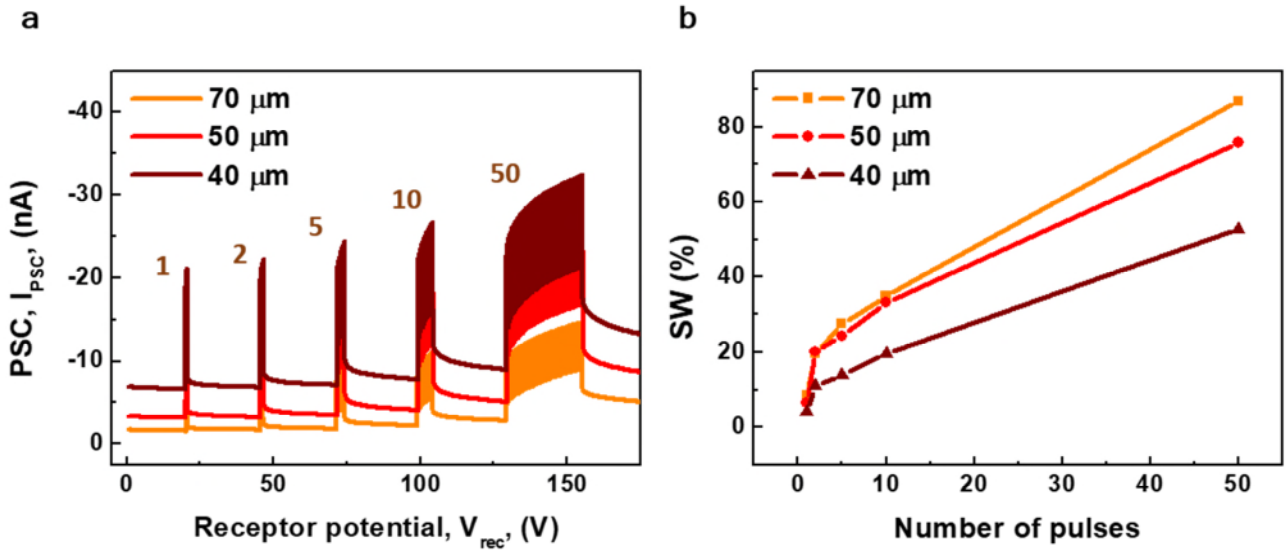 a
b
70 μm
50 μm
40 μm
1
2
5
10
50
-40
-30
-20
-10
0
PSC, I_PSC, (nA)
0
50
100
150
Receptor potential, V_rec, (V)
70 μm
50 μm
40 μm
80
60
40
20
0
SW (%)
0
10
20
30
40
50
Number of pulses